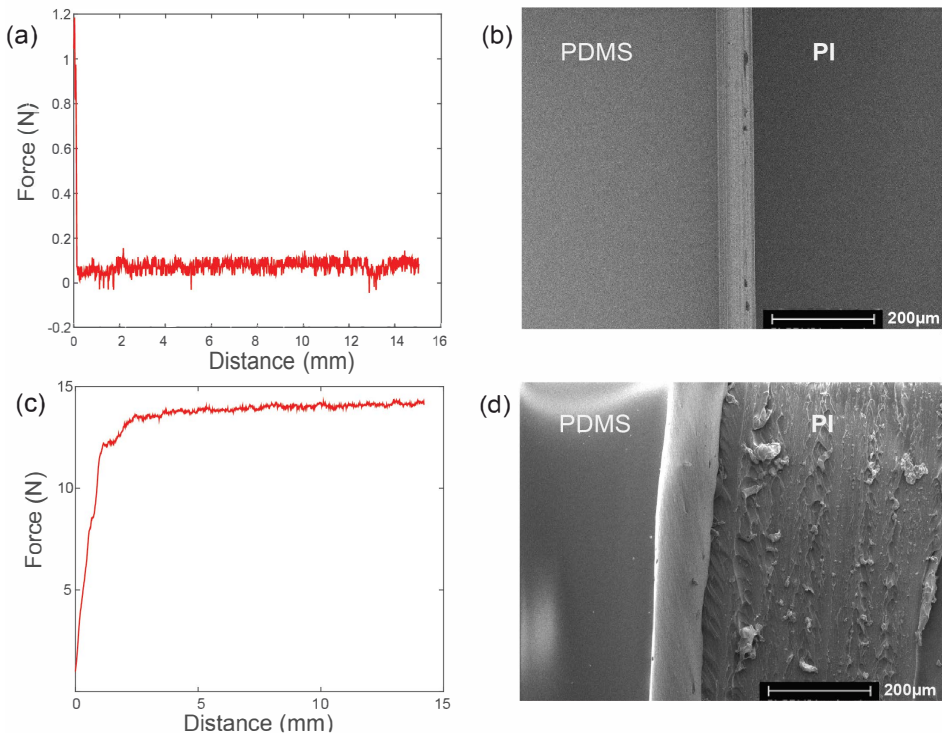 (a)
1.2
1
0.8
0.6
0.4
0.2
0
-0.2
Force (N)
0 2 4 6 8 10 12 14 16
Distance (mm)
(b)
PDMS PI
200µm
(c)
15
10
5
Force (N)
0 5 10 15
Distance (mm)
(d)
PDMS PI
200µm